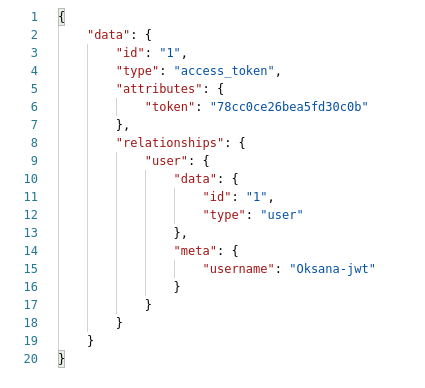 1 {
2     "data": {
3         "id": "1",
4         "type": "access_token",
5         "attributes": {
6             "token": "78cc0ce26bea5fd30c0b"
7         },
8         "relationships": {
9             "user": {
10                 "data": {
11                     "id": "1",
12                     "type": "user"
13                 },
14                 "meta": {
15                     "username": "Oksana-jwt"
16                 }
17             }
18         }
19     }
20 }